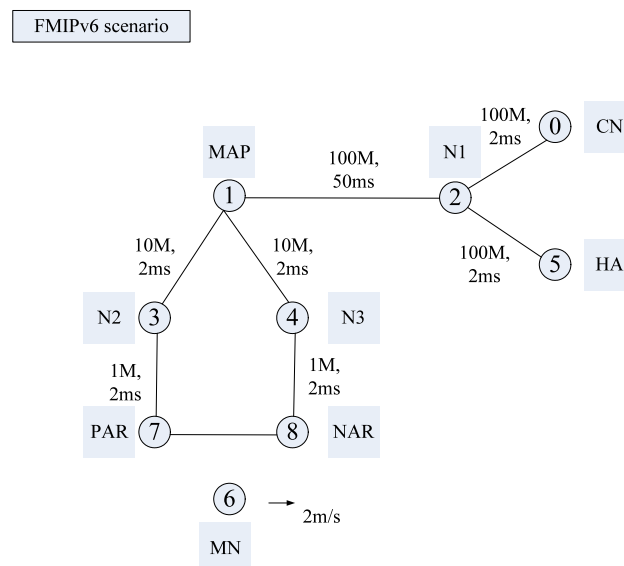 FMIPv6 scenario
100M,
2ms
0
CN
MAP
100M,
50ms
N1
1
2
100M,
2ms
5
HA
10M,
2ms
10M,
2ms
N2
3
4
N3
1M,
2ms
1M,
2ms
PAR
7
8
NAR
6
2m/s
MN